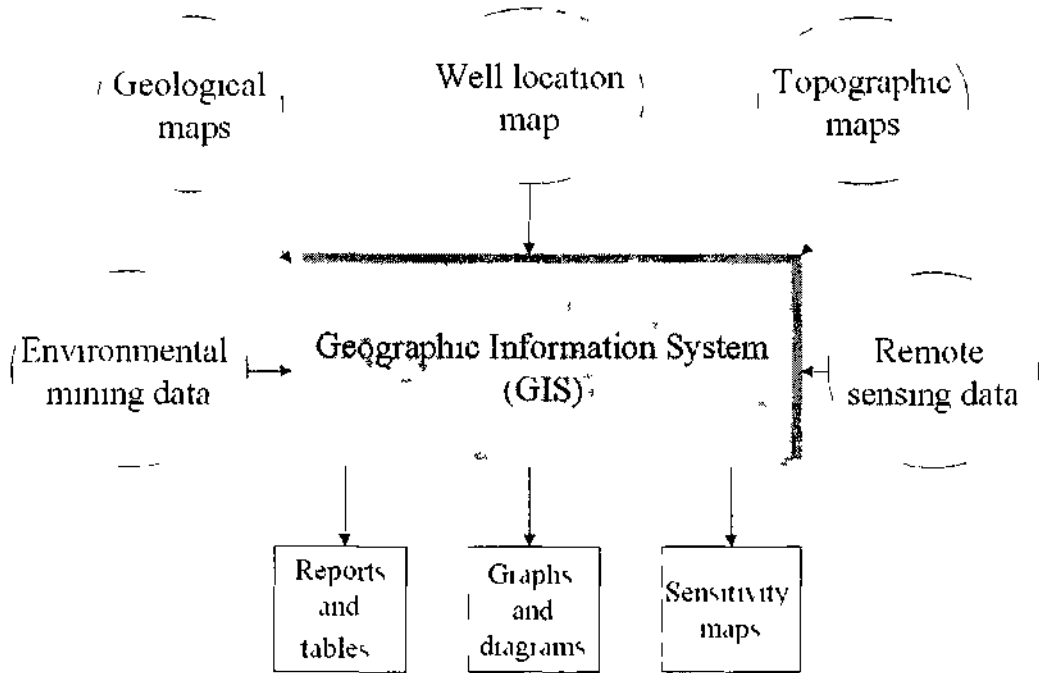 Geological
maps
Well location
map
Topographic
maps
Environmental
mining data
Geographic Information System
(GIS)
Remote
sensing data
Reports
and
tables
Graphs
and
diagrams
Sensitivity
maps